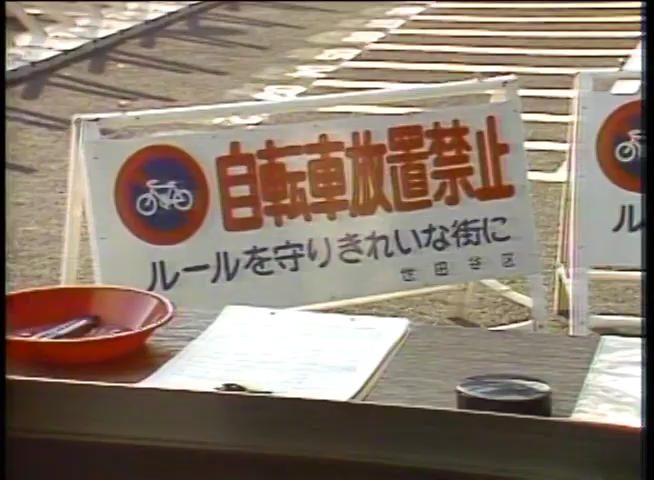 自転車放置禁止
ルールを守りきれいな街に
世田谷区
ル